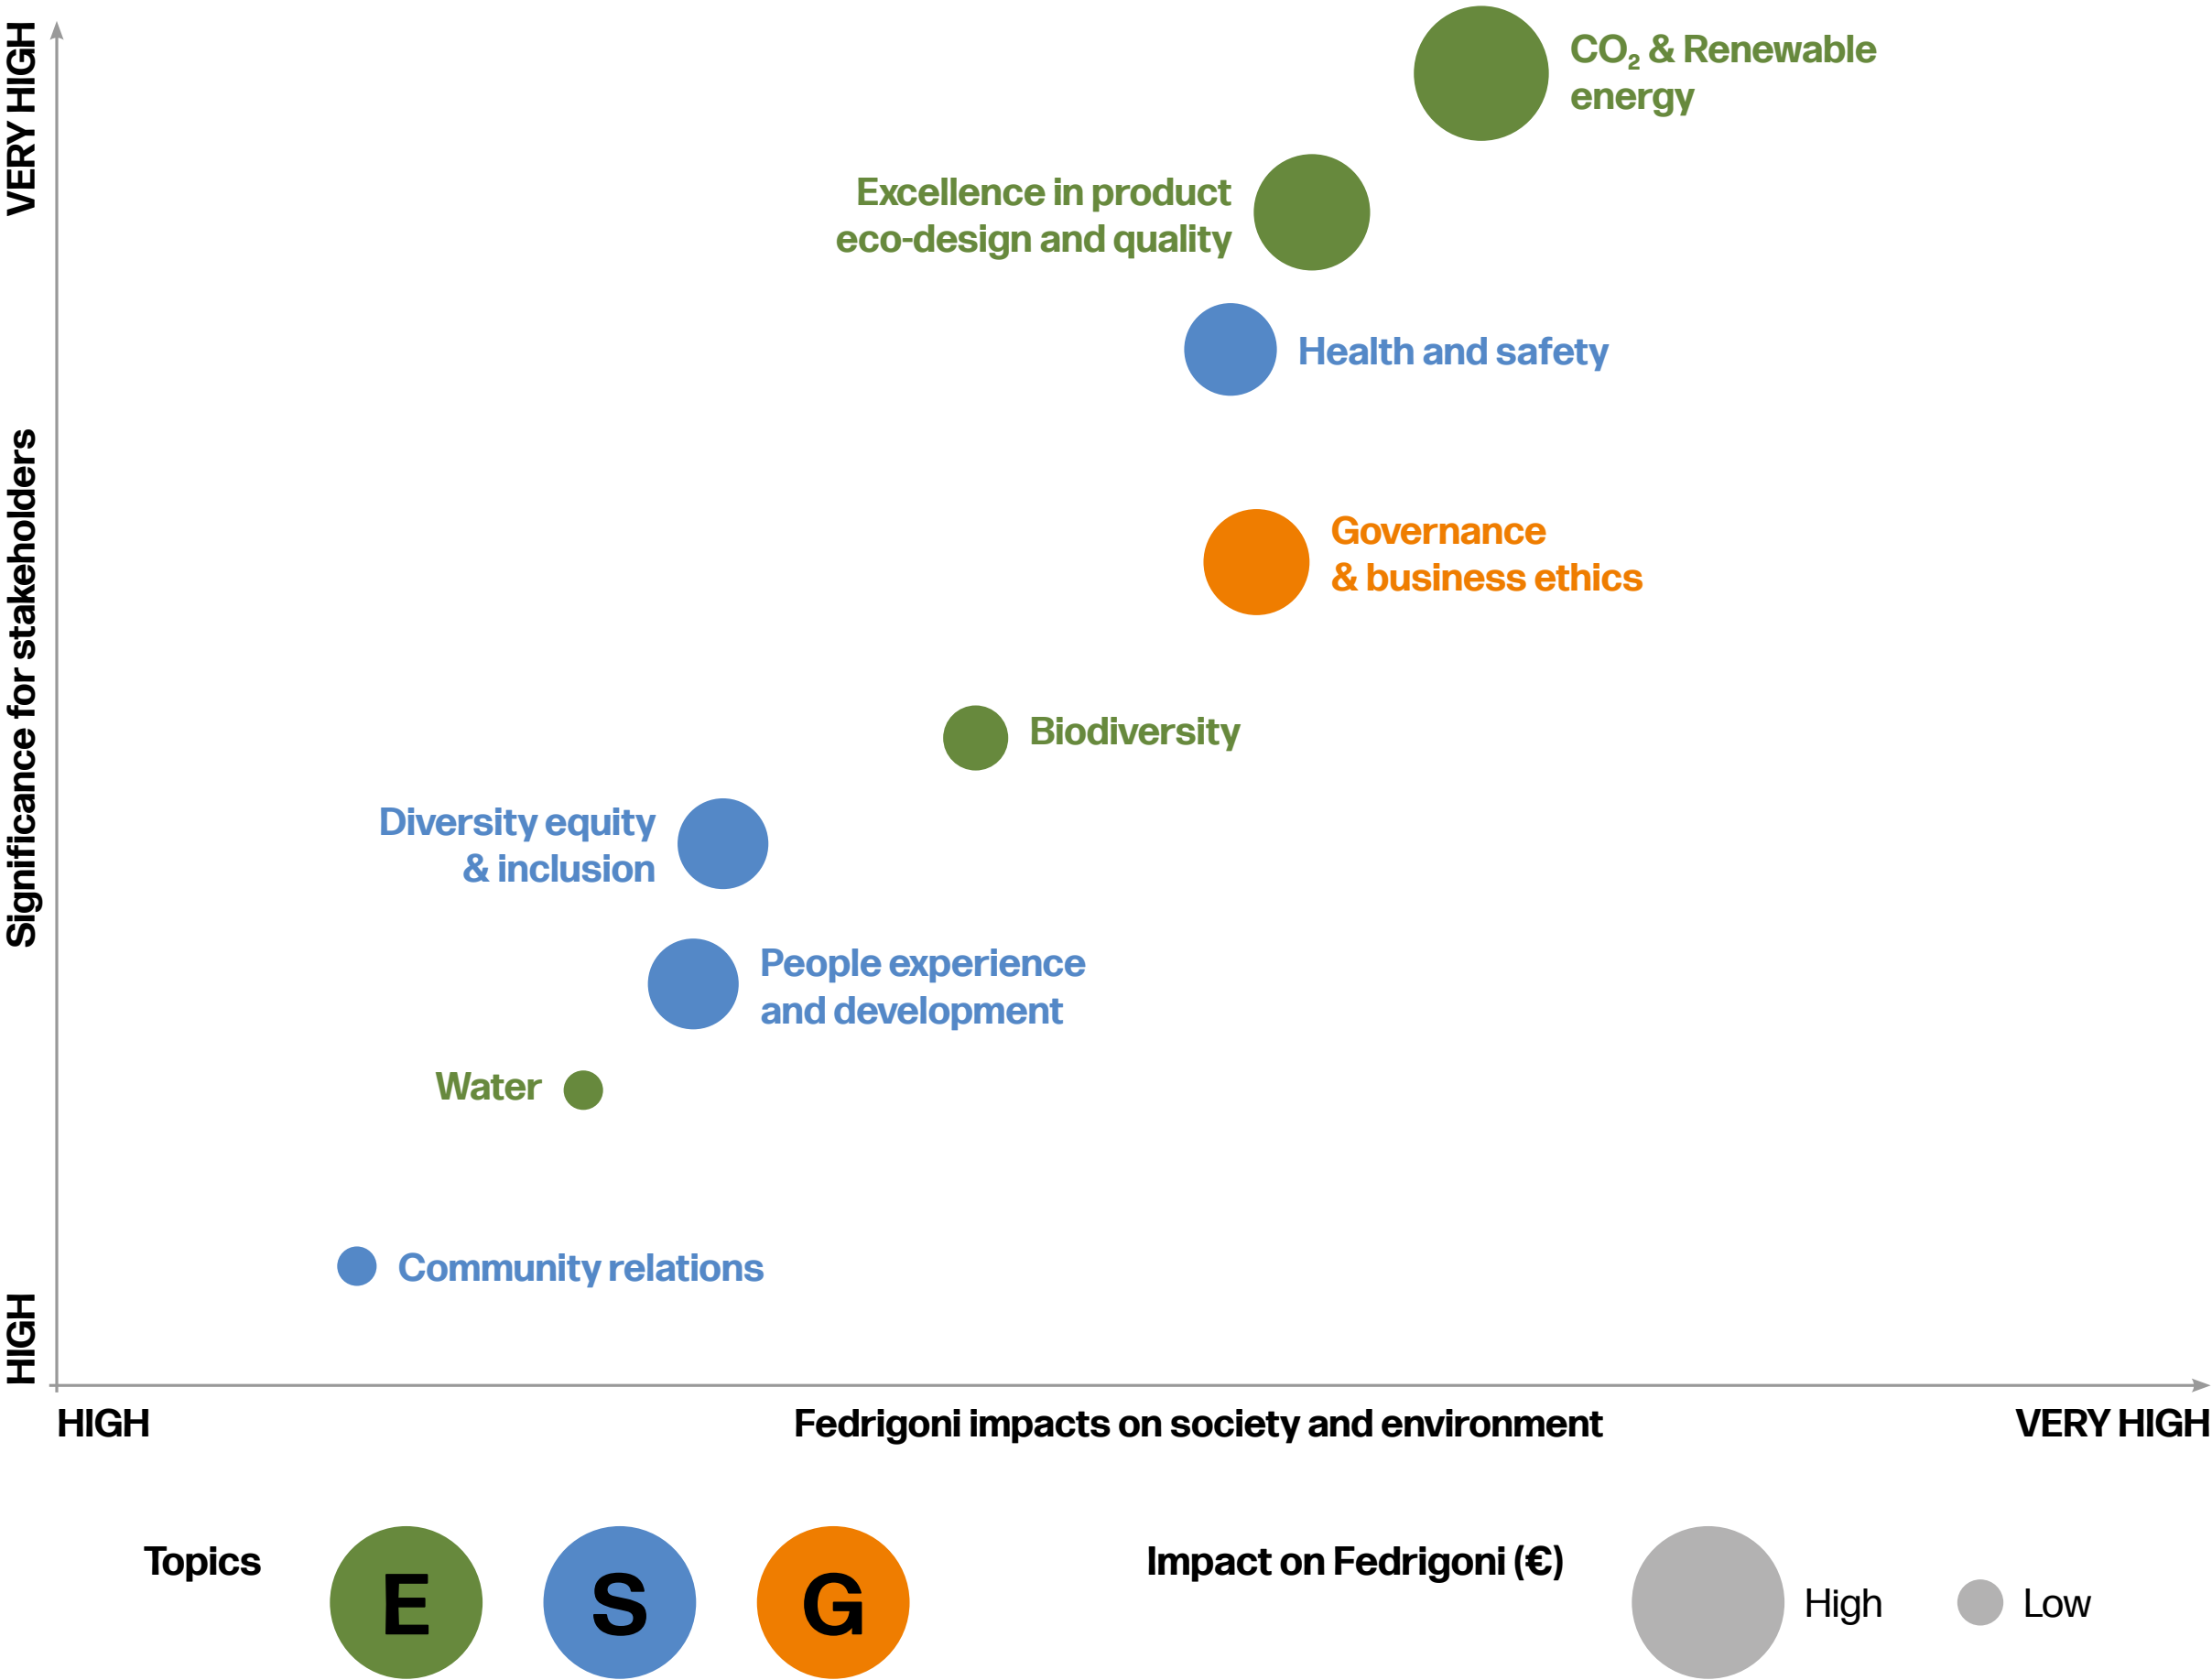 VERY HIGH
Significance for stakeholders
HIGH
CO₂ & Renewable
energy
Excellence in product
eco-design and quality
Health and safety
Governance
& business ethics
Biodiversity
Diversity equity
& inclusion
People experience
and development
Water
Community relations
HIGH
Fedrigoni impacts on society and environment
VERY HIGH
Topics
E
S
G
Impact on Fedrigoni (€)
High
Low